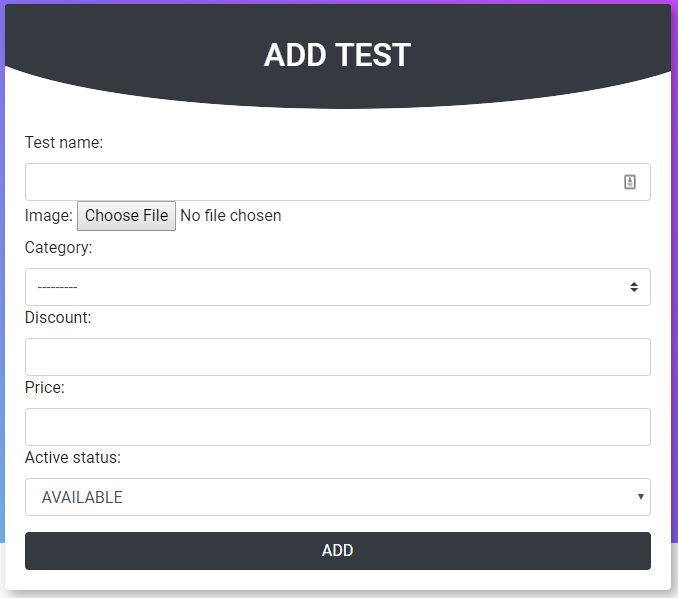 ADD TEST
Test name:
Image: Choose File No file chosen
Category:
---------
Discount:
Price:
Active status:
AVAILABLE
ADD